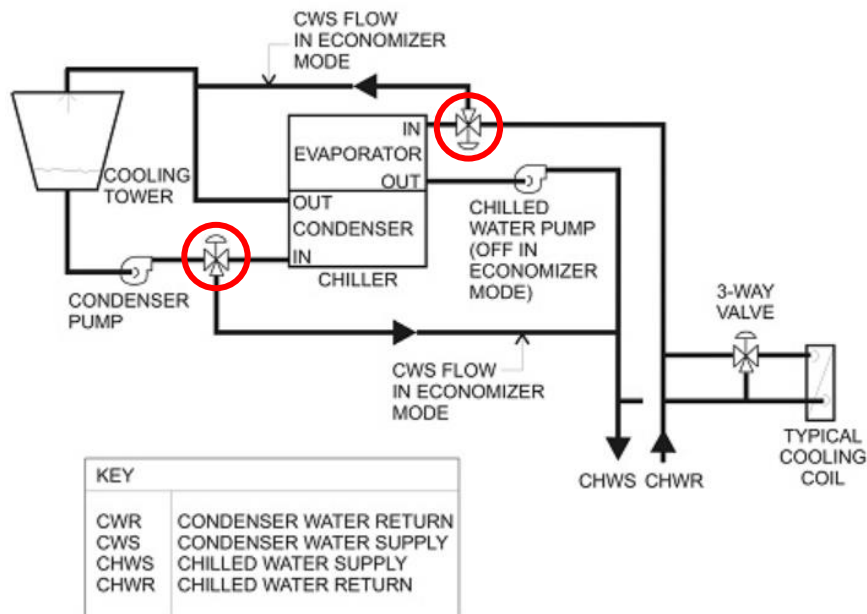 CWS FLOW
IN ECONOMIZER
MODE
IN
EVAPORATOR
OUT
COOLING
TOWER
OUT
CONDENSER
IN
CHILLER
CONDENSER
PUMP
CHILLED
WATER PUMP
(OFF IN
ECONOMIZER
MODE)
3-WAY
VALVE
CWS FLOW
IN ECONOMIZER
MODE
TYPICAL
COOLING
COIL
CHWS CHWR
KEY
CWR CONDENSER WATER RETURN
CWS CONDENSER WATER SUPPLY
CHWS CHILLED WATER SUPPLY
CHWR CHILLED WATER RETURN